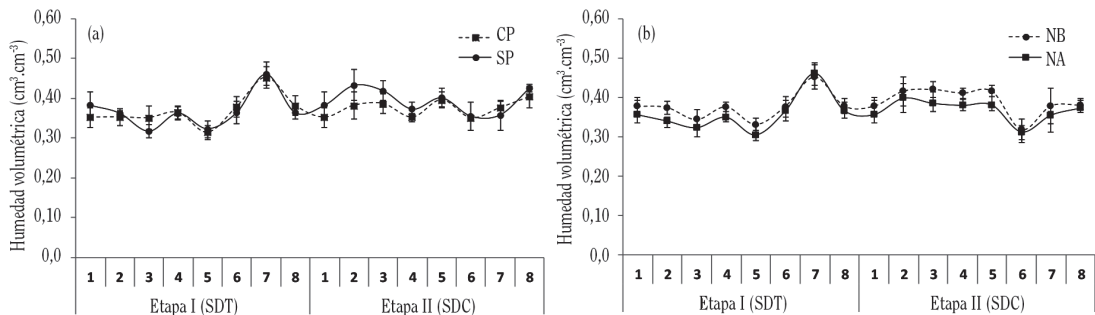 (a)
CP
SP
Humedad volumétrica (cm³.cm⁻³)
0,60
0,50
0,40
0,30
0,20
0,10
0,0
1 2 3 4 5 6 7 8 1 2 3 4 5 6 7 8
Etapa I (SDT) Etapa II (SDC)
(b)
NB
NA
Humedad volumétrica (cm³.cm⁻³)
0,60
0,50
0,40
0,30
0,20
0,10
0,0
1 2 3 4 5 6 7 8 1 2 3 4 5 6 7 8
Etapa I (SDT) Etapa II (SDC)